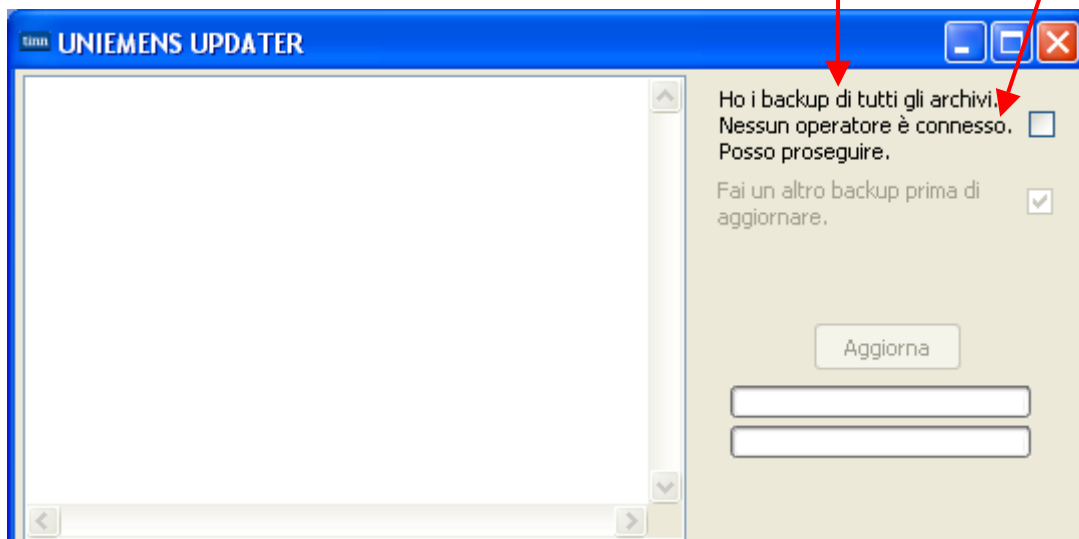 tinn UNIEMENS UPDATER
Ho i backup di tutti gli archivi.
Nessun operatore è connesso.
Posso proseguire.
Fai un altro backup prima di
aggiornare.
Aggiorna